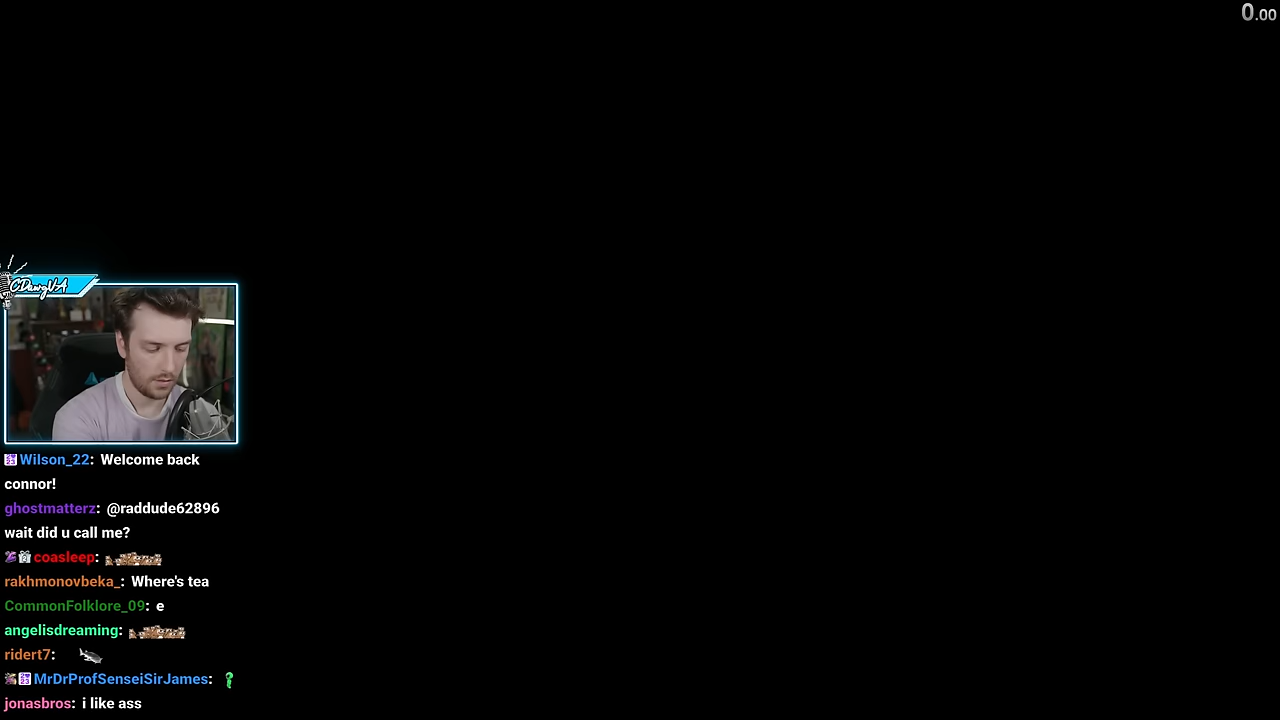 0.00
CDawgVA
Wilson_22: Welcome back
connor!
ghostmatterz: @raddude62896
wait did u call me?
coasleep:
rakhmonovbeka_: Where's tea
CommonFolklore_09: e
angelisdreaming:
ridert7:
MrDrProfSenseiSirJames:
jonasbros: i like ass